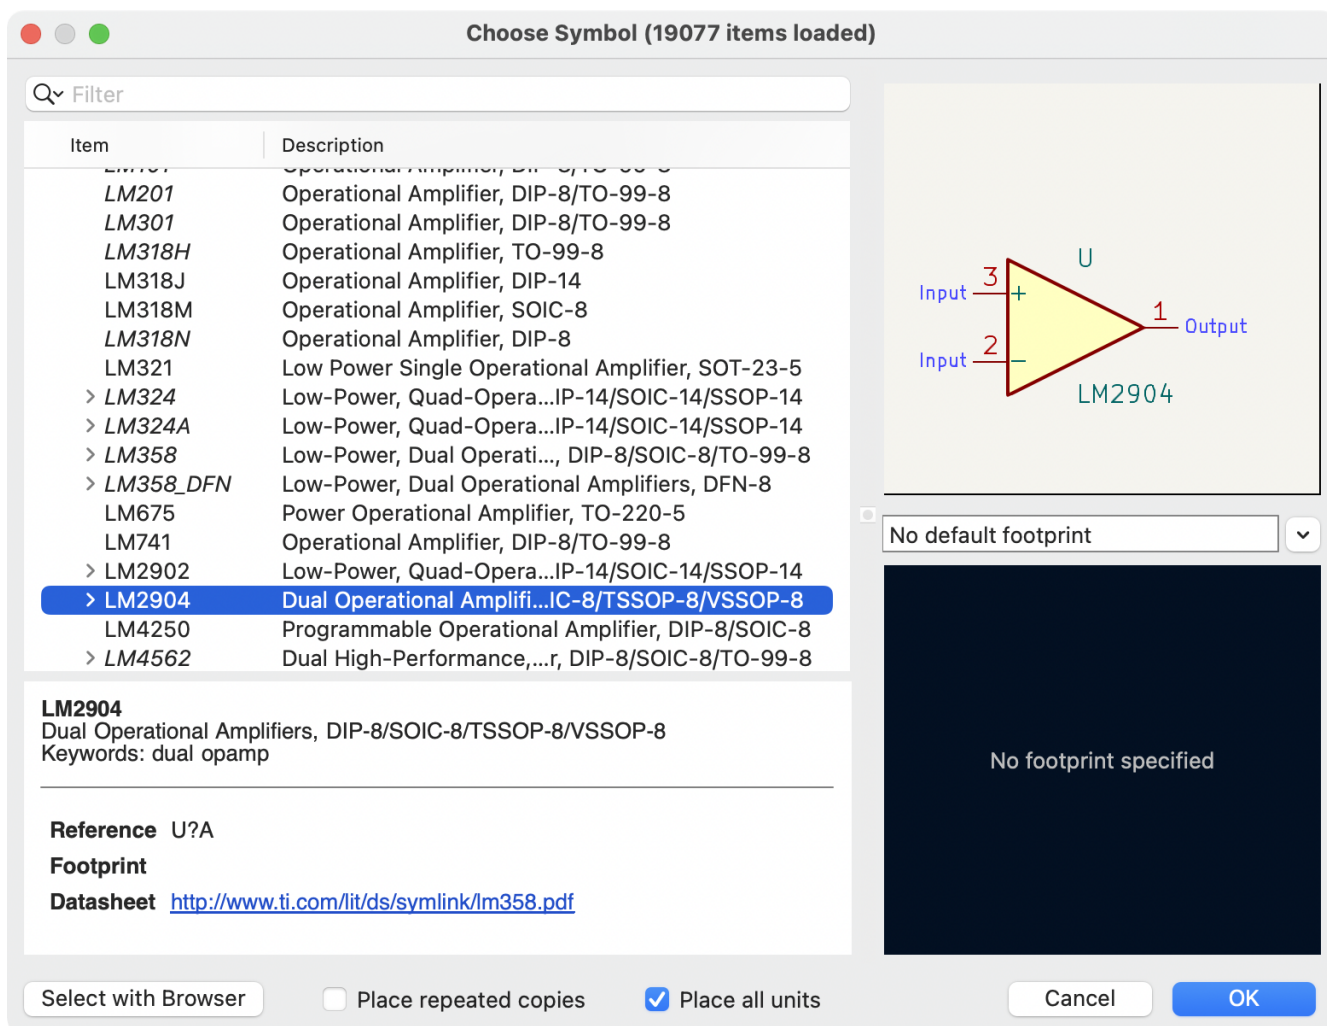 Choose Symbol (19077 items loaded)
Filter
Item Description
LM201 Operational Amplifier, DIP-8/TO-99-8
LM301 Operational Amplifier, DIP-8/TO-99-8
LM318H Operational Amplifier, TO-99-8
LM318J Operational Amplifier, DIP-14
LM318M Operational Amplifier, SOIC-8
LM318N Operational Amplifier, DIP-8
LM321 Low Power Single Operational Amplifier, SOT-23-5
LM324 Low-Power, Quad-Opera...IP-14/SOIC-14/SSOP-14
LM324A Low-Power, Quad-Opera...IP-14/SOIC-14/SSOP-14
LM358 Low-Power, Dual Operati..., DIP-8/SOIC-8/TO-99-8
LM358_DFN Low-Power, Dual Operational Amplifiers, DFN-8
LM675 Power Operational Amplifier, TO-220-5
LM741 Operational Amplifier, DIP-8/TO-99-8
LM2902 Low-Power, Quad-Opera...IP-14/SOIC-14/SSOP-14
LM2904 Dual Operational Amplifi...IC-8/TSSOP-8/VSSOP-8
LM4250 Programmable Operational Amplifier, DIP-8/SOIC-8
LM4562 Dual High-Performance,...r, DIP-8/SOIC-8/TO-99-8
LM2904
Dual Operational Amplifiers, DIP-8/SOIC-8/TSSOP-8/VSSOP-8
Keywords: dual opamp
Reference U?A
Footprint
Datasheet http://www.ti.com/lit/ds/symlink/lm358.pdf
U
Input 3 +
1 Output
Input 2 −
LM2904
No default footprint
No footprint specified
Select with Browser Place repeated copies Place all units Cancel OK